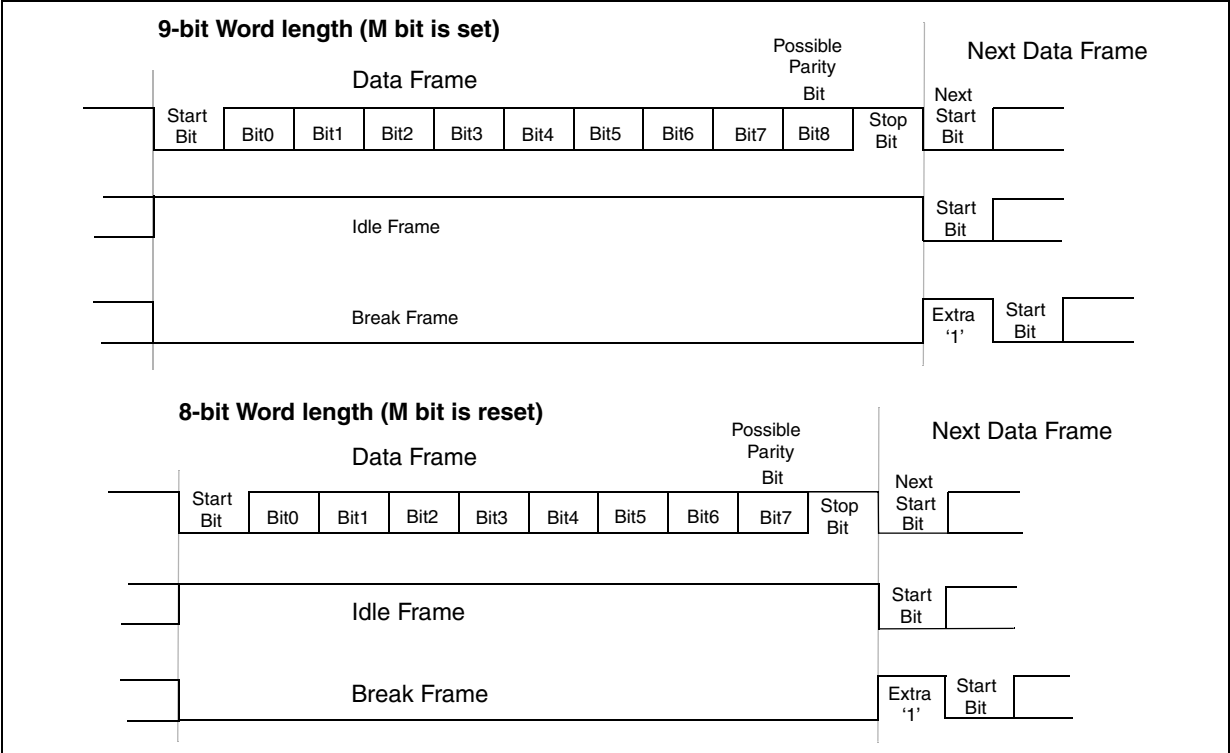 9-bit Word length (M bit is set)
Data Frame
Possible
Parity
Bit
Next Data Frame
Start
Bit
Bit0
Bit1
Bit2
Bit3
Bit4
Bit5
Bit6
Bit7
Bit8
Stop
Bit
Next
Start
Bit
Idle Frame
Start
Bit
Break Frame
Extra
‘1’
Start
Bit
8-bit Word length (M bit is reset)
Data Frame
Possible
Parity
Bit
Next Data Frame
Start
Bit
Bit0
Bit1
Bit2
Bit3
Bit4
Bit5
Bit6
Bit7
Stop
Bit
Next
Start
Bit
Idle Frame
Start
Bit
Break Frame
Extra
‘1’
Start
Bit